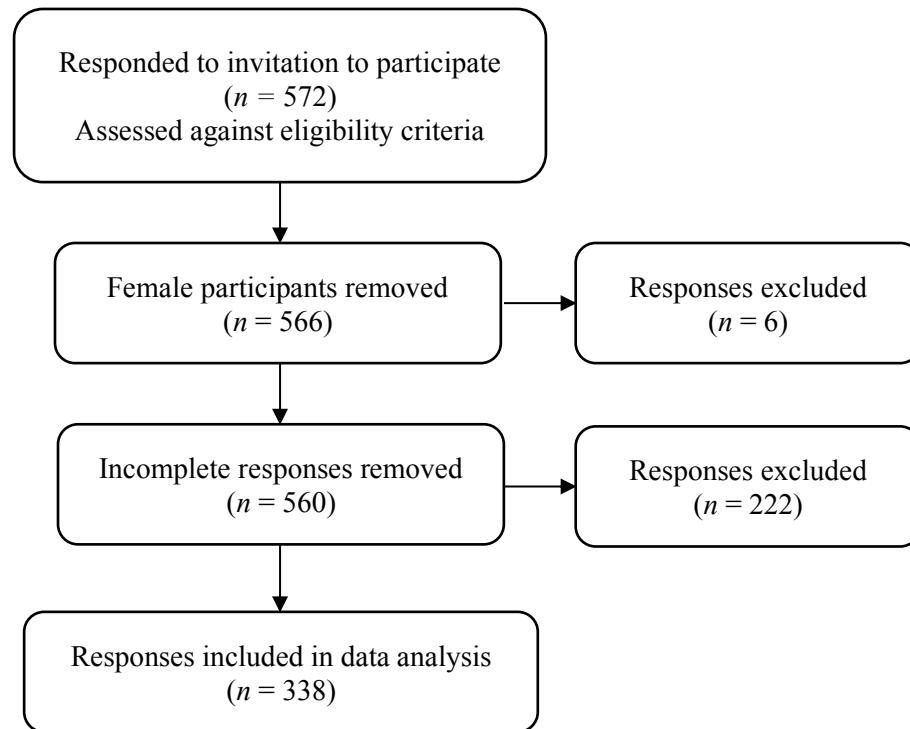 Responded to invitation to participate
(n = 572)
Assessed against eligibility criteria
Female participants removed
(n = 566)
Responses excluded
(n = 6)
Incomplete responses removed
(n = 560)
Responses excluded
(n = 222)
Responses included in data analysis
(n = 338)